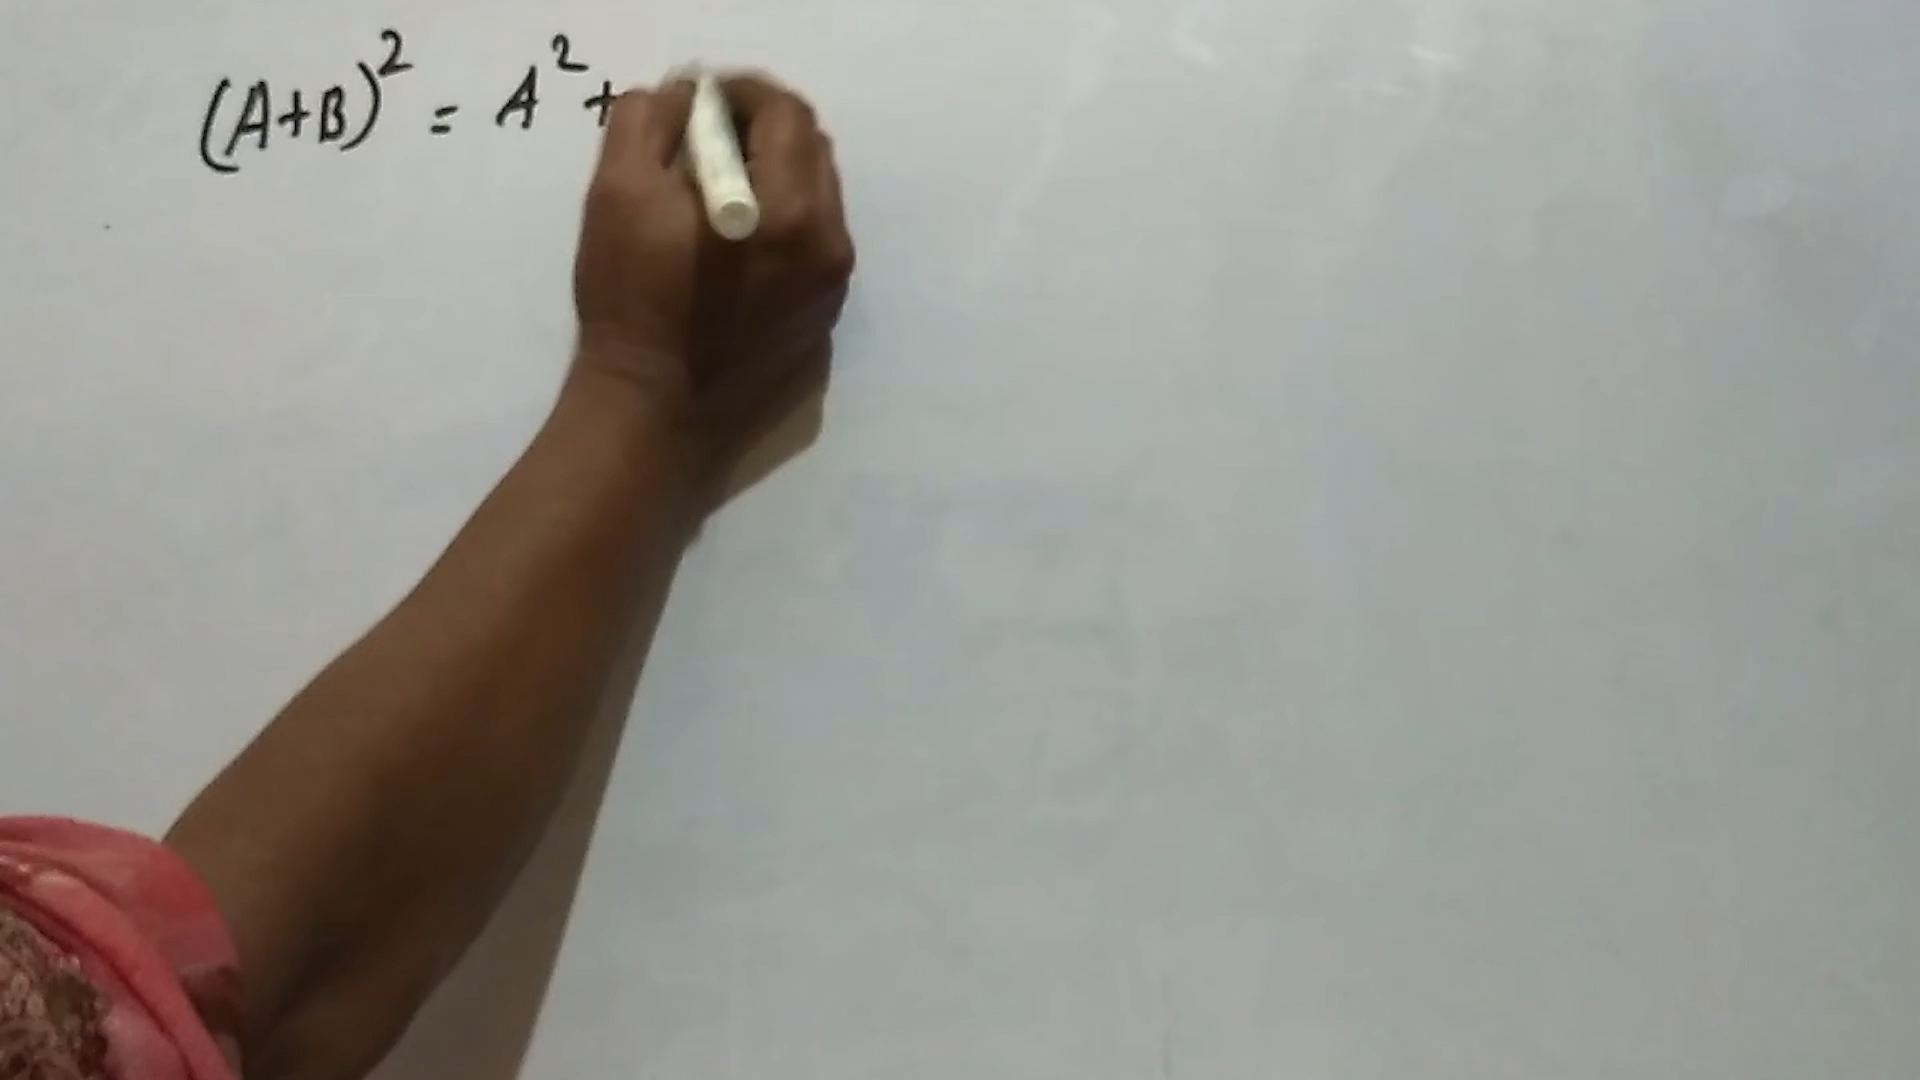 (A+B)² = A² +